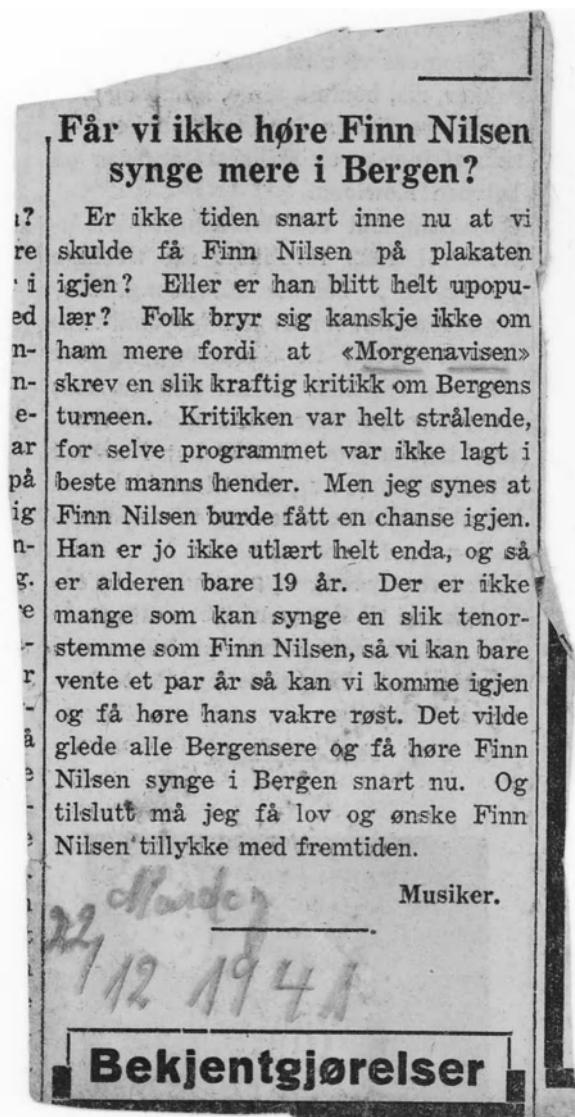 Får vi ikke høre Finn Nilsen
synge mere i Bergen?
Er ikke tiden snart inne nu at vi
skulde få Finn Nilsen på plakaten
igjen? Eller er han blitt helt upopu-
lær? Folk bryr sig kanskje ikke om
ham mere fordi at «Morgenavisen»
skrev en slik kraftig kritikk om Bergens
turneen. Kritikken var helt strålende,
for selve programmet var ikke lagt i
beste manns hender. Men jeg synes at
Finn Nilsen burde fått en chanse igjen.
Han er jo ikke utlært helt enda, og så
er alderen bare 19 år. Der er ikke
mange som kan synge en slik tenor-
stemme som Finn Nilsen, så vi kan bare
vente et par år så kan vi komme igjen
og få høre hans vakre røst. Det vilde
glede alle Bergensere og få høre Finn
Nilsen synge i Bergen snart nu. Og
tilslutt må jeg få lov og ønske Finn
Nilsen tillykke med fremtiden.
Musiker.
Mandag
22/12 1941
Bekjentgjørelser